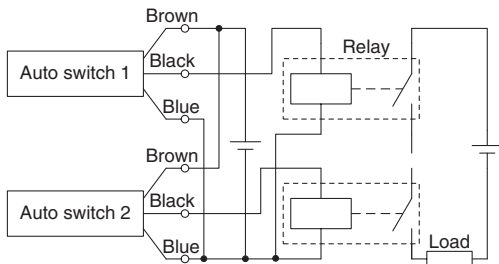 Brown
Relay
Black
Auto switch 1
Blue
Brown
Black
Auto switch 2
Blue
Load